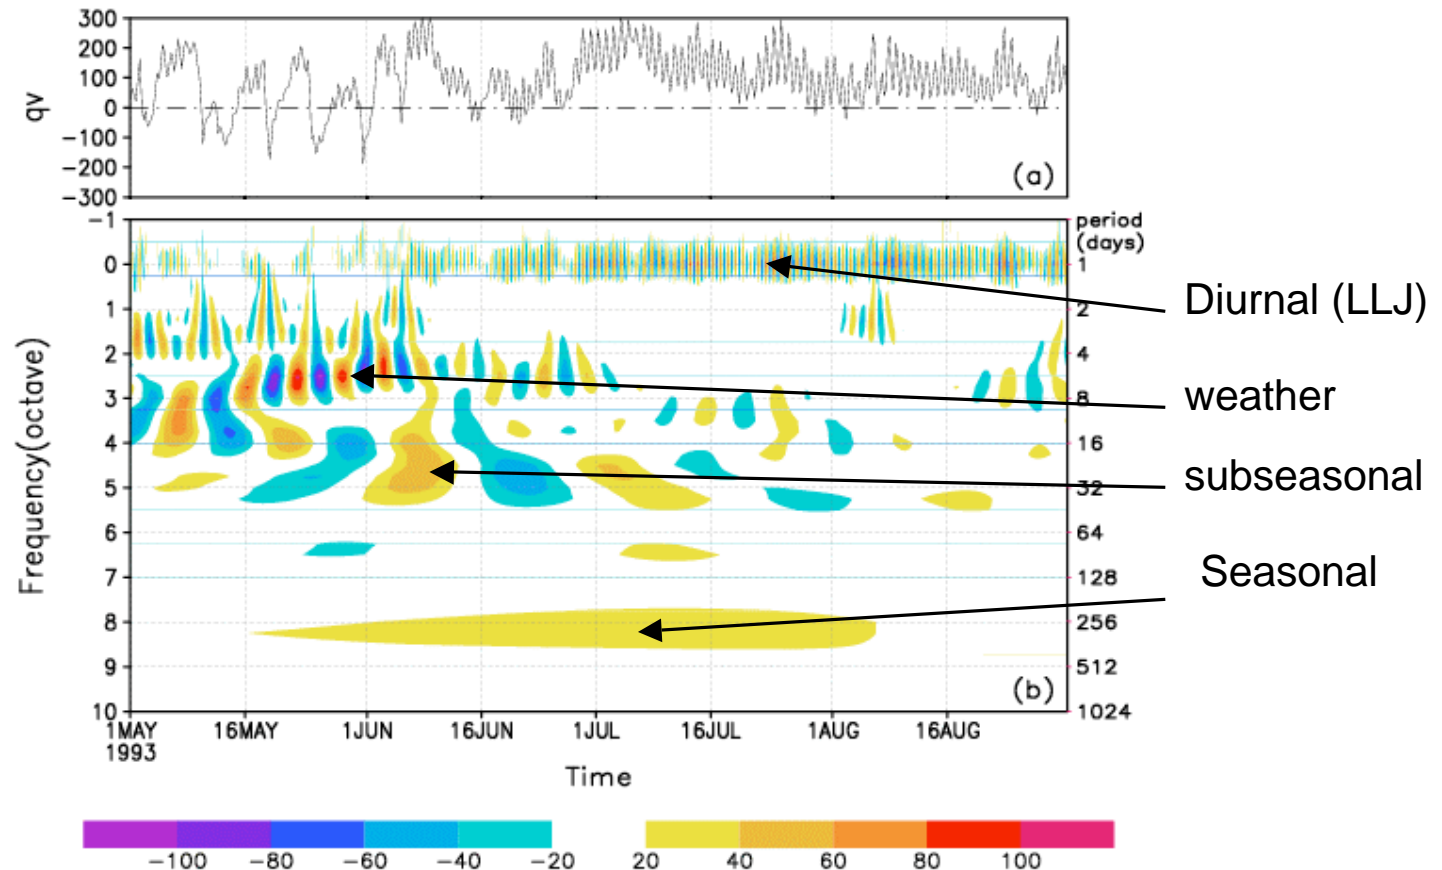 300
200
100
0
−100
−200
−300
qv
(a)
−1
0
1
2
3
4
5
6
7
8
9
10
Frequency(octave)
period
(days)
1
2
4
8
16
32
64
128
256
512
1024
(b)
Diurnal (LLJ)
weather
subseasonal
Seasonal
1MAY 16MAY 1JUN 16JUN 1JUL 16JUL 1AUG 16AUG
1993
Time
−100 −80 −60 −40 −20 20 40 60 80 100